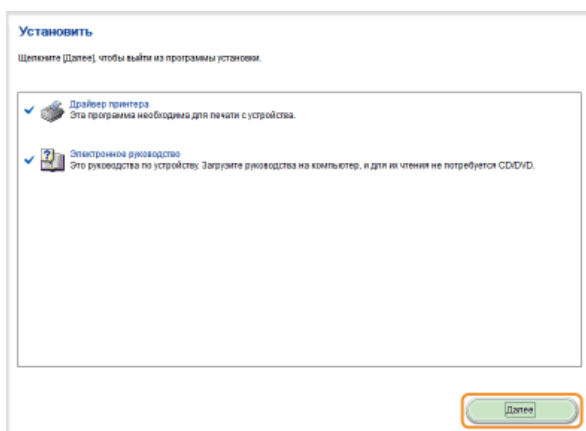 Установить
Щелкните [Далее], чтобы выйти из программы установки.
Драйвер принтера
Эта программа необходима для печати с устройства.
Электронное руководство
Это руководства по устройству. Загрузите руководства на компьютер, и для их чтения не потребуется CD/DVD.
Далее